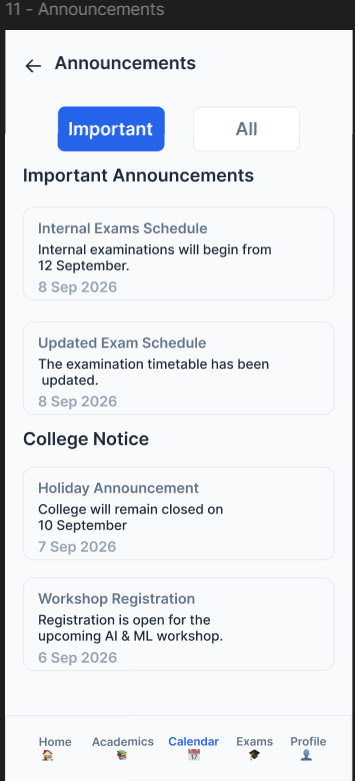 11 - Announcements
← Announcements
Important
All
Important Announcements
Internal Exams Schedule
Internal examinations will begin from
12 September.
8 Sep 2026
Updated Exam Schedule
The examination timetable has been
updated.
8 Sep 2026
College Notice
Holiday Announcement
College will remain closed on
10 September
7 Sep 2026
Workshop Registration
Registration is open for the
upcoming AI & ML workshop.
6 Sep 2026
Home Academics Calendar Exams Profile